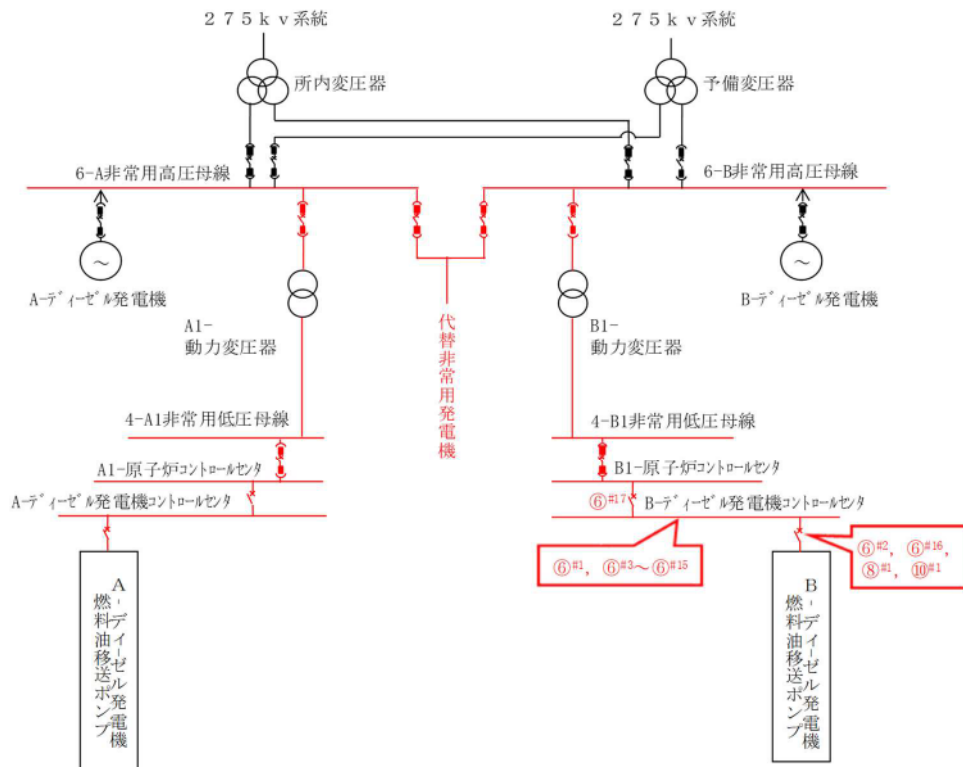 ２７５ｋｖ系統
２７５ｋｖ系統
所内変圧器
予備変圧器
6-A非常用高圧母線
6-B非常用高圧母線
～
～
A-ﾃﾞｨｰｾﾞﾙ発電機
B-ﾃﾞｨｰｾﾞﾙ発電機
A1-
動力変圧器
代替非常用発電機
B1-
動力変圧器
4-A1非常用低圧母線
4-B1非常用低圧母線
A1-原子炉ｺﾝﾄﾛｰﾙｾﾝﾀ
B1-原子炉ｺﾝﾄﾛｰﾙｾﾝﾀ
A-ﾃﾞｨｰｾﾞﾙ発電機ｺﾝﾄﾛｰﾙｾﾝﾀ
⑥#17
B-ﾃﾞｨｰｾﾞﾙ発電機ｺﾝﾄﾛｰﾙｾﾝﾀ
⑥#1，⑥#3～⑥#15
⑥#2，⑥#16，
⑧#1，⑩#1
A-ディーゼル発電機
燃料油移送ポンプ
B-ディーゼル発電機
燃料油移送ポンプ